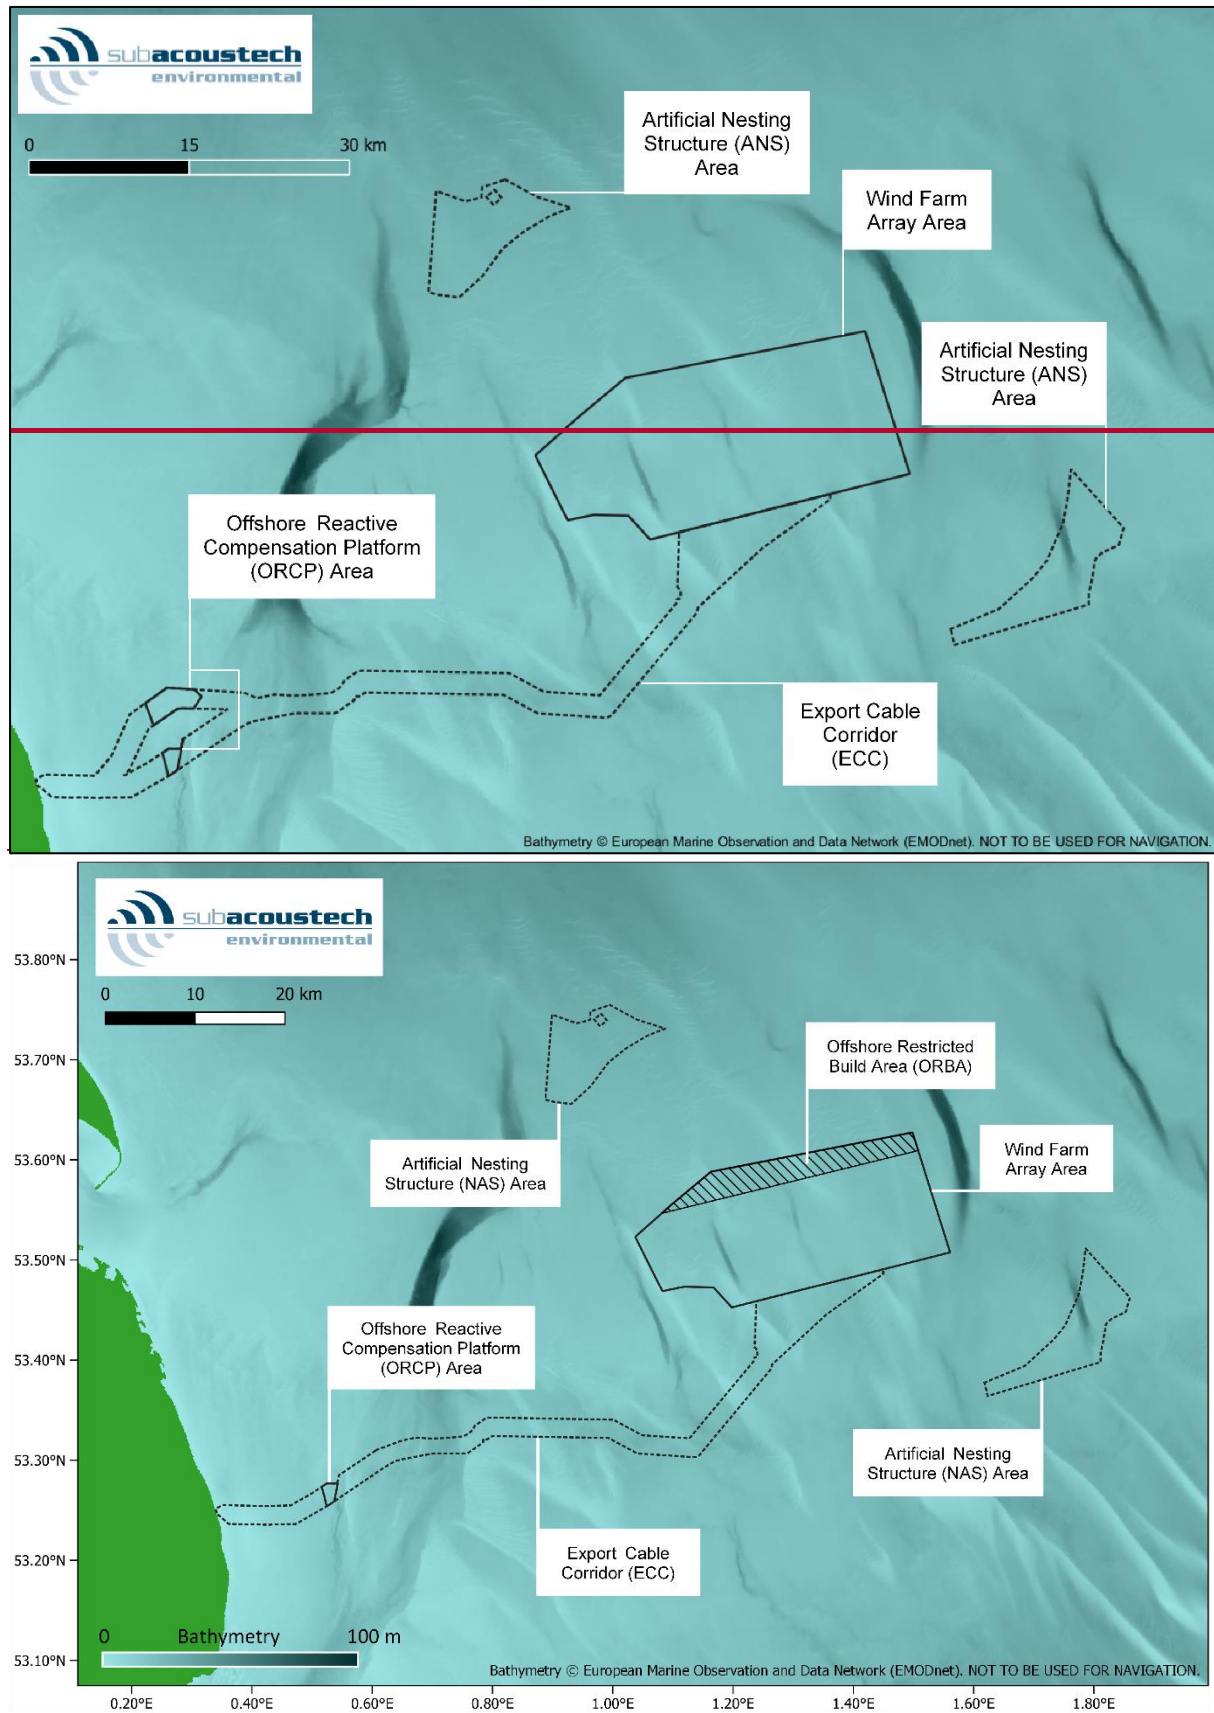 subacoustech
environmental
0 15 30 km
Artificial Nesting
Structure (ANS)
Area
Wind Farm
Array Area
Artificial Nesting
Structure (ANS)
Area
Offshore Reactive
Compensation Platform
(ORCP) Area
Export Cable
Corridor
(ECC)
Bathymetry © European Marine Observation and Data Network (EMODnet). NOT TO BE USED FOR NAVIGATION.
subacoustech
environmental
0 10 20 km
53.80°N
53.70°N
53.60°N
53.50°N
53.40°N
53.30°N
53.20°N
53.10°N
Offshore Restricted
Build Area (ORBA)
Wind Farm
Array Area
Artificial Nesting
Structure (NAS) Area
Offshore Reactive
Compensation Platform
(ORCP) Area
Artificial Nesting
Structure (NAS) Area
Export Cable
Corridor (ECC)
0 Bathymetry 100 m
Bathymetry © European Marine Observation and Data Network (EMODnet). NOT TO BE USED FOR NAVIGATION.
0.20°E 0.40°E 0.60°E 0.80°E 1.00°E 1.20°E 1.40°E 1.60°E 1.80°E